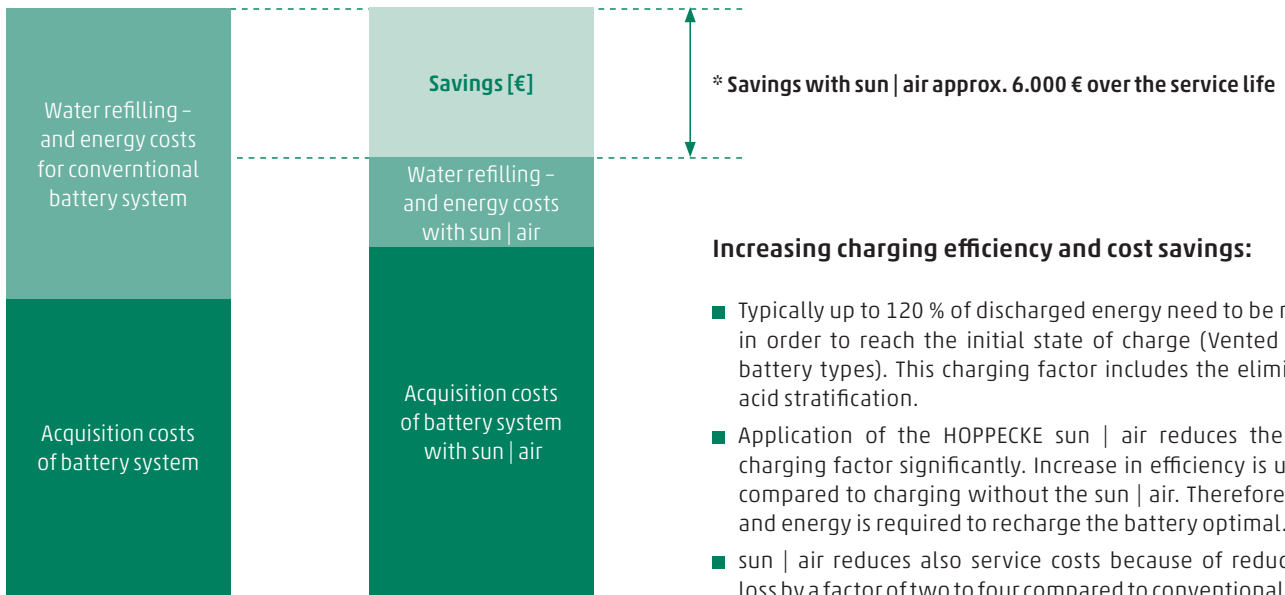 Water refilling –
and energy costs
for converntional
battery system
Acquisition costs
of battery system
Savings [€]
Water refilling –
and energy costs
with sun | air
Acquisition costs
of battery system
with sun | air
* Savings with sun | air approx. 6.000 € over the service life
Increasing charging efficiency and cost savings:
■ Typically up to 120 % of discharged energy need to be
in order to reach the initial state of charge (Vented
battery types). This charging factor includes the
acid stratification.
■ Application of the HOPPECKE sun | air reduces the
charging factor significantly. Increase in efficiency is
compared to charging without the sun | air. Therefore
and energy is required to recharge the battery optimal.
■ sun | air reduces also service costs because of
loss by a factor of two to four compared to conventional